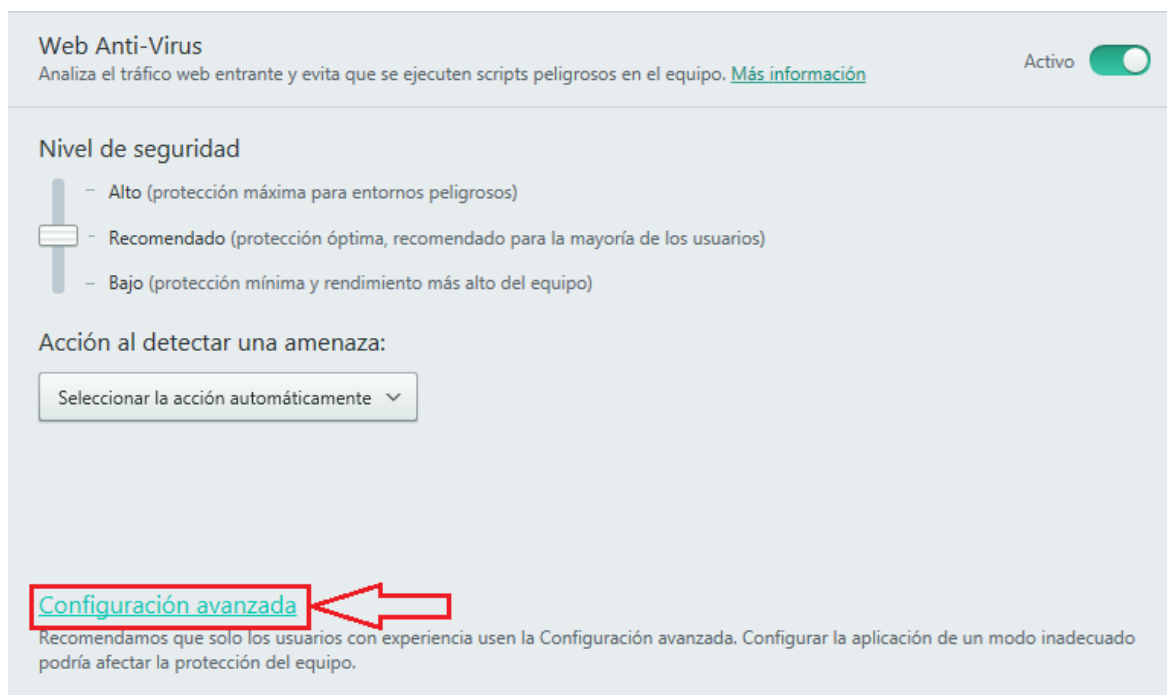 Web Anti-Virus
Analiza el tráfico web entrante y evita que se ejecuten scripts peligrosos en el equipo. Más información
Activo
Nivel de seguridad
– Alto (protección máxima para entornos peligrosos)
– Recomendado (protección óptima, recomendado para la mayoría de los usuarios)
– Bajo (protección mínima y rendimiento más alto del equipo)
Acción al detectar una amenaza:
Seleccionar la acción automáticamente
Configuración avanzada
Recomendamos que solo los usuarios con experiencia usen la Configuración avanzada. Configurar la aplicación de un modo inadecuado
podría afectar la protección del equipo.